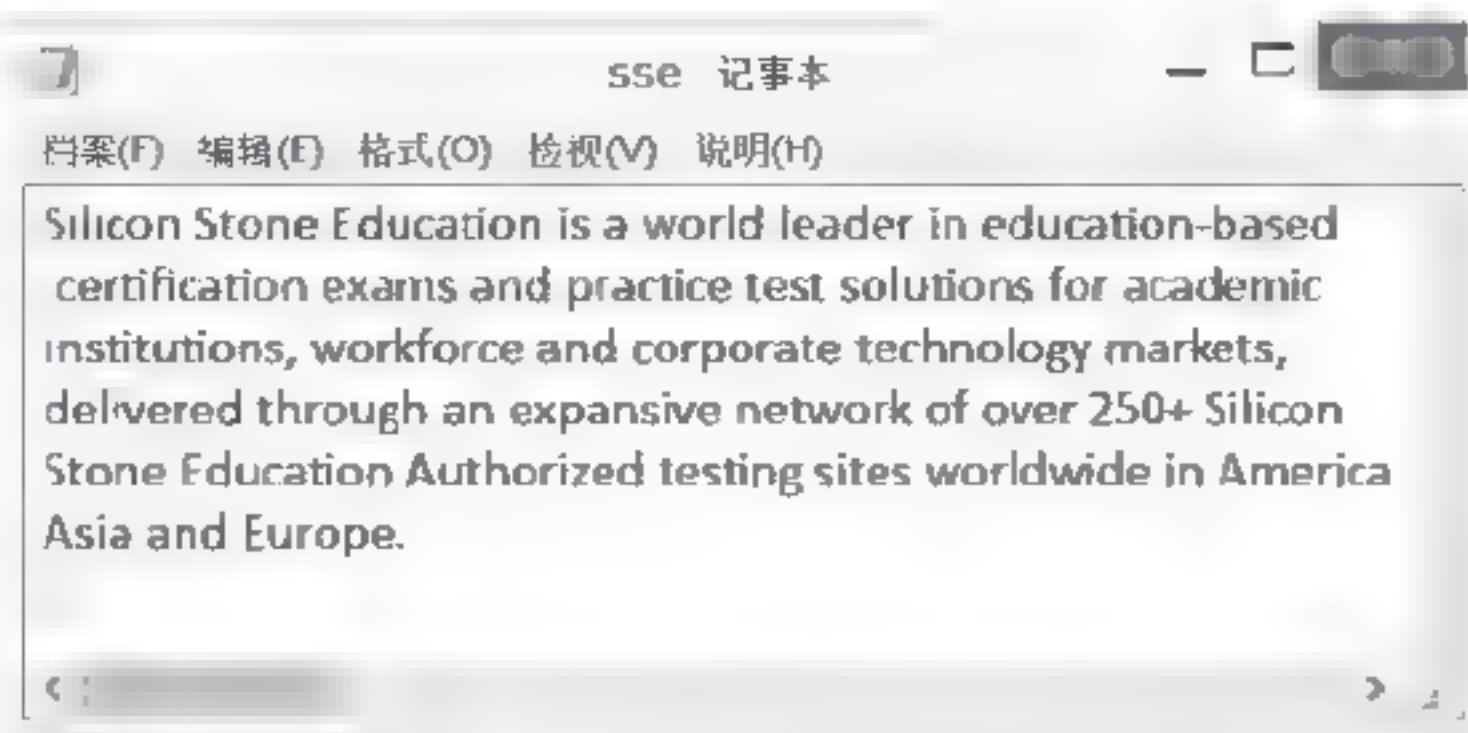 sse 记事本
档案(F) 编辑(E) 格式(O) 检视(V) 说明(H)
Silicon Stone Education is a world leader in education-based
certification exams and practice test solutions for academic
institutions, workforce and corporate technology markets,
delivered through an expansive network of over 250+ Silicon
Stone Education Authorized testing sites worldwide in America
Asia and Europe.